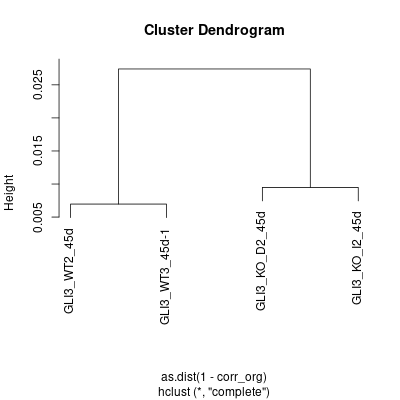 Cluster Dendrogram
Height
0.005
0.015
0.025
GLI3_WT2_45d
GLI3_WT3_45d-1
GLI3_KO_D2_45d
GLI3_KO_I2_45d
as.dist(1 - corr_org)
hclust (*, "complete")